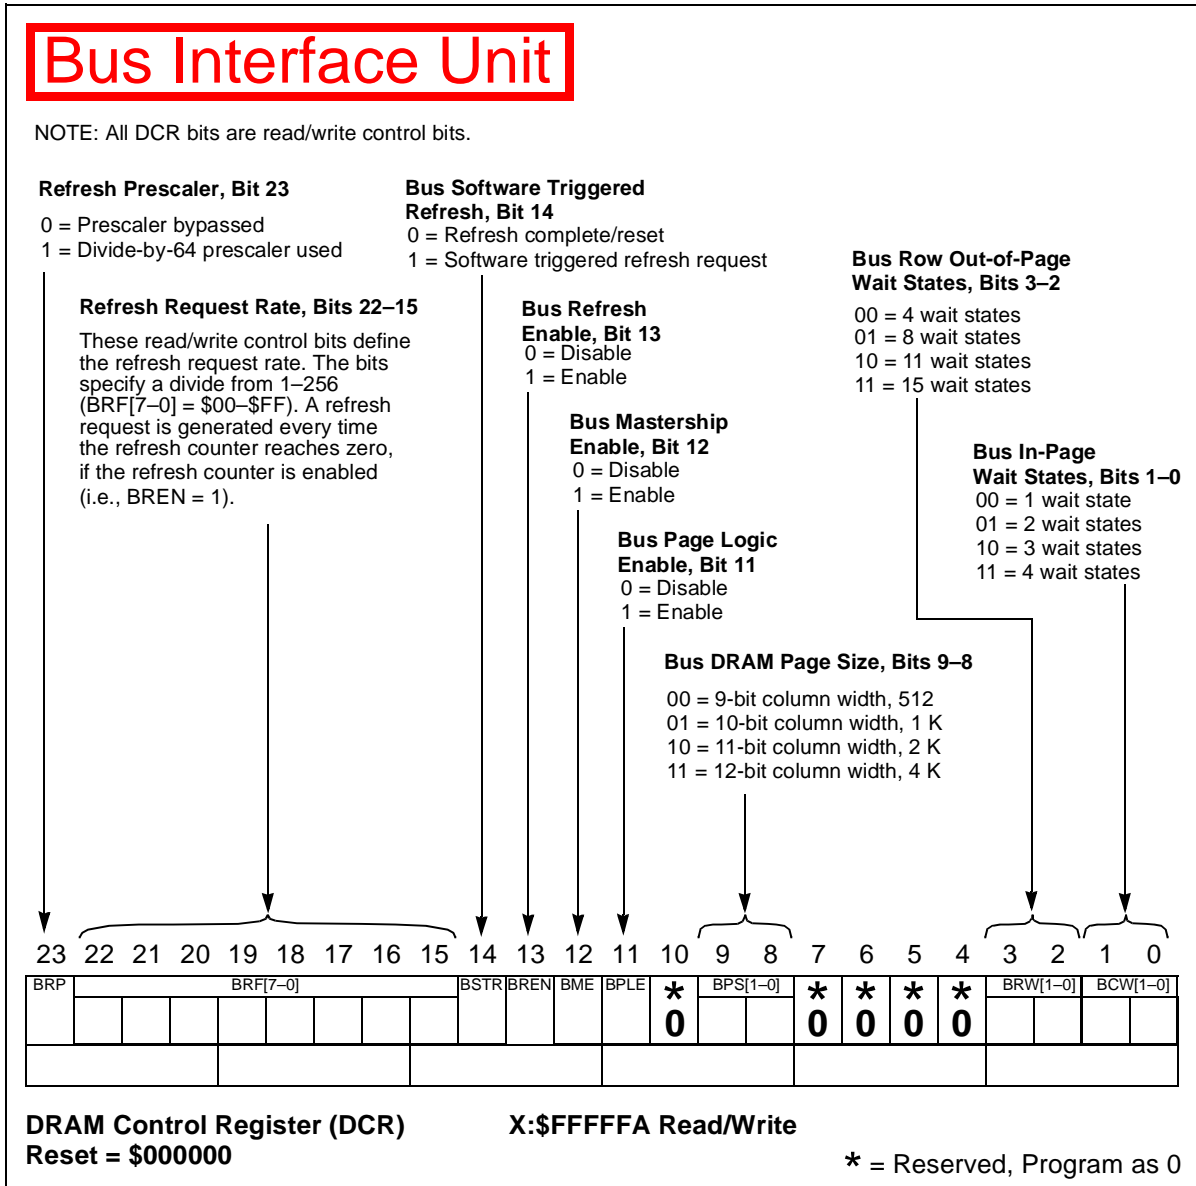 Bus Interface Unit
NOTE: All DCR bits are read/write control bits.
Refresh Prescaler, Bit 23
0 = Prescaler bypassed
1 = Divide-by-64 prescaler used
Bus Software Triggered
Refresh, Bit 14
0 = Refresh complete/reset
1 = Software triggered refresh request
Refresh Request Rate, Bits 22–15
These read/write control bits define
the refresh request rate. The bits
specify a divide from 1–256
(BRF[7–0] = $00–$FF). A refresh
request is generated every time
the refresh counter reaches zero,
if the refresh counter is enabled
(i.e., BREN = 1).
Bus Refresh
Enable, Bit 13
0 = Disable
1 = Enable
Bus Mastership
Enable, Bit 12
0 = Disable
1 = Enable
Bus Page Logic
Enable, Bit 11
0 = Disable
1 = Enable
Bus DRAM Page Size, Bits 9–8
00 = 9-bit column width, 512
01 = 10-bit column width, 1 K
10 = 11-bit column width, 2 K
11 = 12-bit column width, 4 K
Bus Row Out-of-Page
Wait States, Bits 3–2
00 = 4 wait states
01 = 8 wait states
10 = 11 wait states
11 = 15 wait states
Bus In-Page
Wait States, Bits 1–0
00 = 1 wait state
01 = 2 wait states
10 = 3 wait states
11 = 4 wait states
23 22 21 20 19 18 17 16 15 14 13 12 11 10 9 8 7 6 5 4 3 2 1 0
BRP BRF[7–0] BSTR BREN BME BPLE * BPS[1–0] * * * * BRW[1–0] BCW[1–0]
0 0 0 0 0
DRAM Control Register (DCR) X:$FFFFFA Read/Write
Reset = $000000
* = Reserved, Program as 0